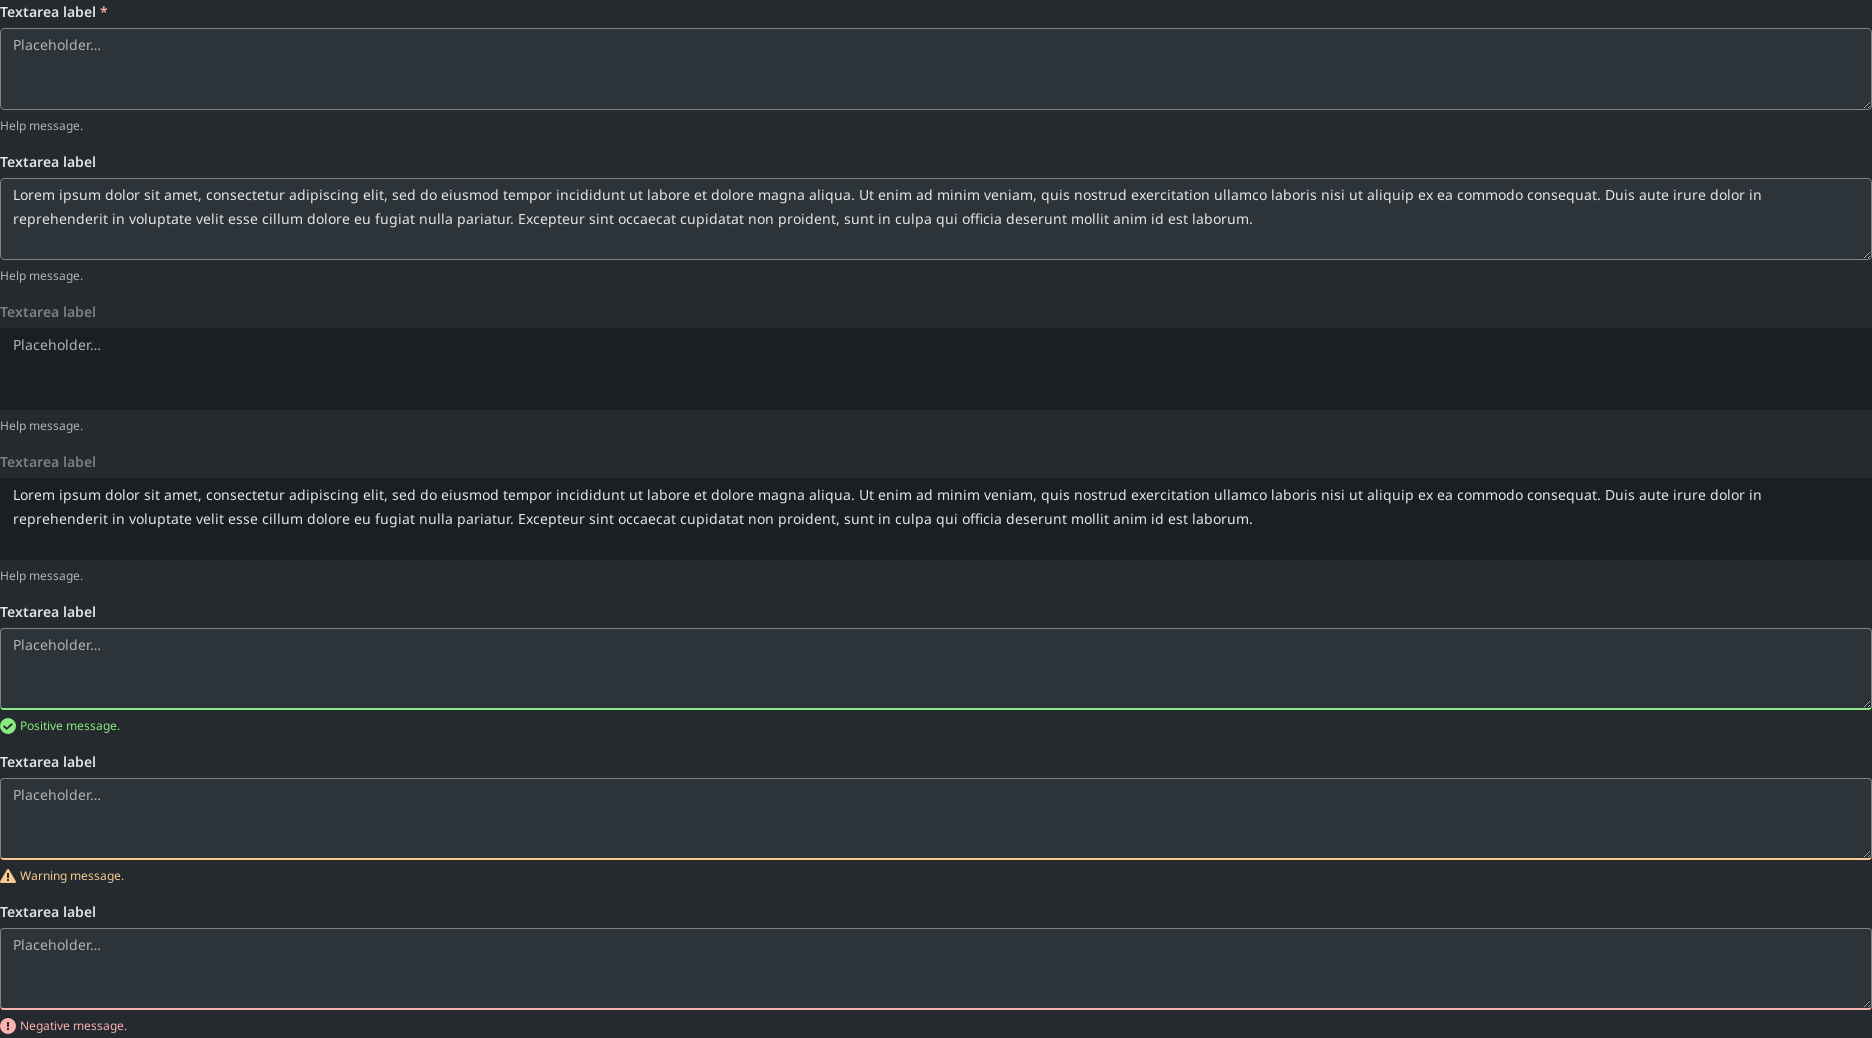 Textarea label *
Placeholder...
Help message.
Textarea label
Lorem ipsum dolor sit amet, consectetur adipiscing elit, sed do eiusmod tempor incididunt ut labore et dolore magna aliqua. Ut enim ad minim veniam, quis nostrud exercitation ullamco laboris nisi ut aliquip ex ea commodo consequat. Duis aute irure dolor in
reprehenderit in voluptate velit esse cillum dolore eu fugiat nulla pariatur. Excepteur sint occaecat cupidatat non proident, sunt in culpa qui officia deserunt mollit anim id est laborum.
Help message.
Textarea label
Placeholder...
Help message.
Textarea label
Lorem ipsum dolor sit amet, consectetur adipiscing elit, sed do eiusmod tempor incididunt ut labore et dolore magna aliqua. Ut enim ad minim veniam, quis nostrud exercitation ullamco laboris nisi ut aliquip ex ea commodo consequat. Duis aute irure dolor in
reprehenderit in voluptate velit esse cillum dolore eu fugiat nulla pariatur. Excepteur sint occaecat cupidatat non proident, sunt in culpa qui officia deserunt mollit anim id est laborum.
Help message.
Textarea label
Placeholder...
Positive message.
Textarea label
Placeholder...
Warning message.
Textarea label
Placeholder...
Negative message.